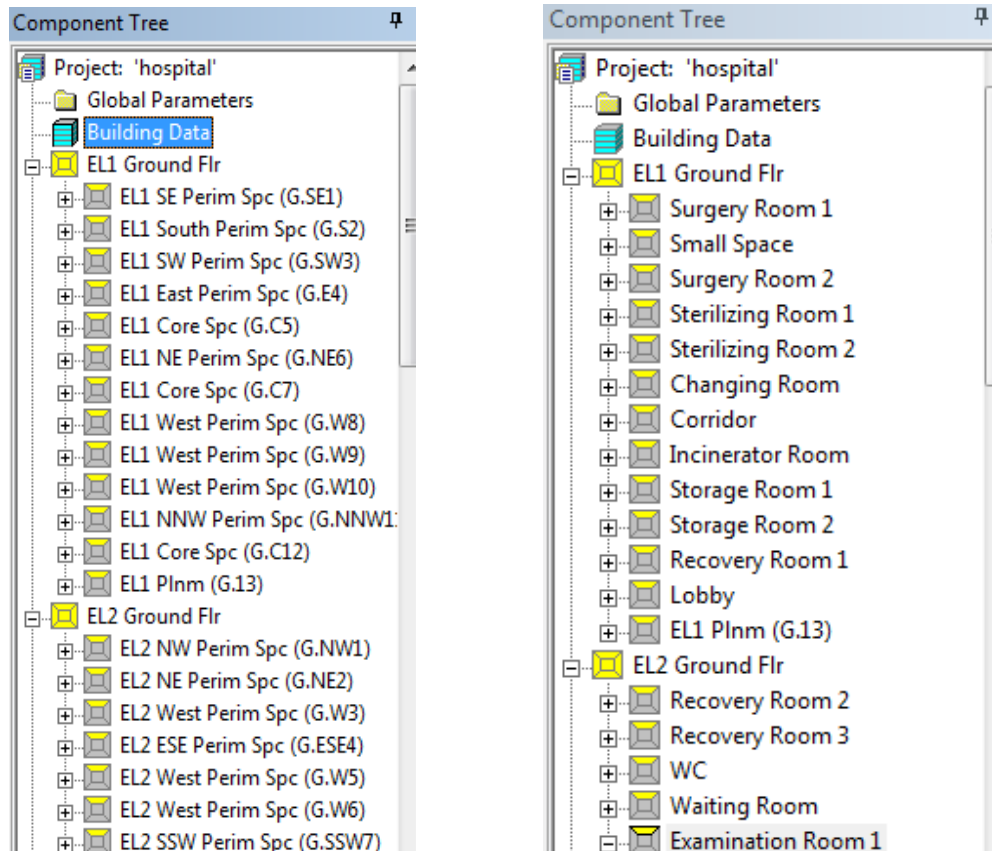 Component Tree
Project: 'hospital'
Global Parameters
Building Data
EL1 Ground Flr
EL1 SE Perim Spc (G.SE1)
EL1 South Perim Spc (G.S2)
EL1 SW Perim Spc (G.SW3)
EL1 East Perim Spc (G.E4)
EL1 Core Spc (G.C5)
EL1 NE Perim Spc (G.NE6)
EL1 Core Spc (G.C7)
EL1 West Perim Spc (G.W8)
EL1 West Perim Spc (G.W9)
EL1 West Perim Spc (G.W10)
EL1 NNW Perim Spc (G.NNW1
EL1 Core Spc (G.C12)
EL1 Plnm (G.13)
EL2 Ground Flr
EL2 NW Perim Spc (G.NW1)
EL2 NE Perim Spc (G.NE2)
EL2 West Perim Spc (G.W3)
EL2 ESE Perim Spc (G.ESE4)
EL2 West Perim Spc (G.W5)
EL2 West Perim Spc (G.W6)
EL2 SSW Perim Spc (G.SSW7)
Component Tree
Project: 'hospital'
Global Parameters
Building Data
EL1 Ground Flr
Surgery Room 1
Small Space
Surgery Room 2
Sterilizing Room 1
Sterilizing Room 2
Changing Room
Corridor
Incinerator Room
Storage Room 1
Storage Room 2
Recovery Room 1
Lobby
EL1 Plnm (G.13)
EL2 Ground Flr
Recovery Room 2
Recovery Room 3
WC
Waiting Room
Examination Room 1